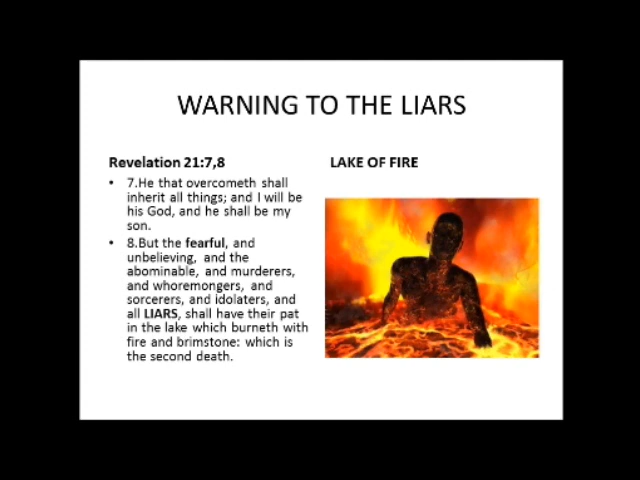 WARNING TO THE LIARS
Revelation 21:7,8
• 7.He that overcometh shall
inherit all things; and I will be
his God, and he shall be my
son.
• 8.But the fearful, and
unbelieving, and the
abominable, and murderers,
and whoremongers, and
sorcerers, and idolaters, and
all LIARS, shall have their pat
in the lake which burneth with
fire and brimstone: which is
the second death.
LAKE OF FIRE